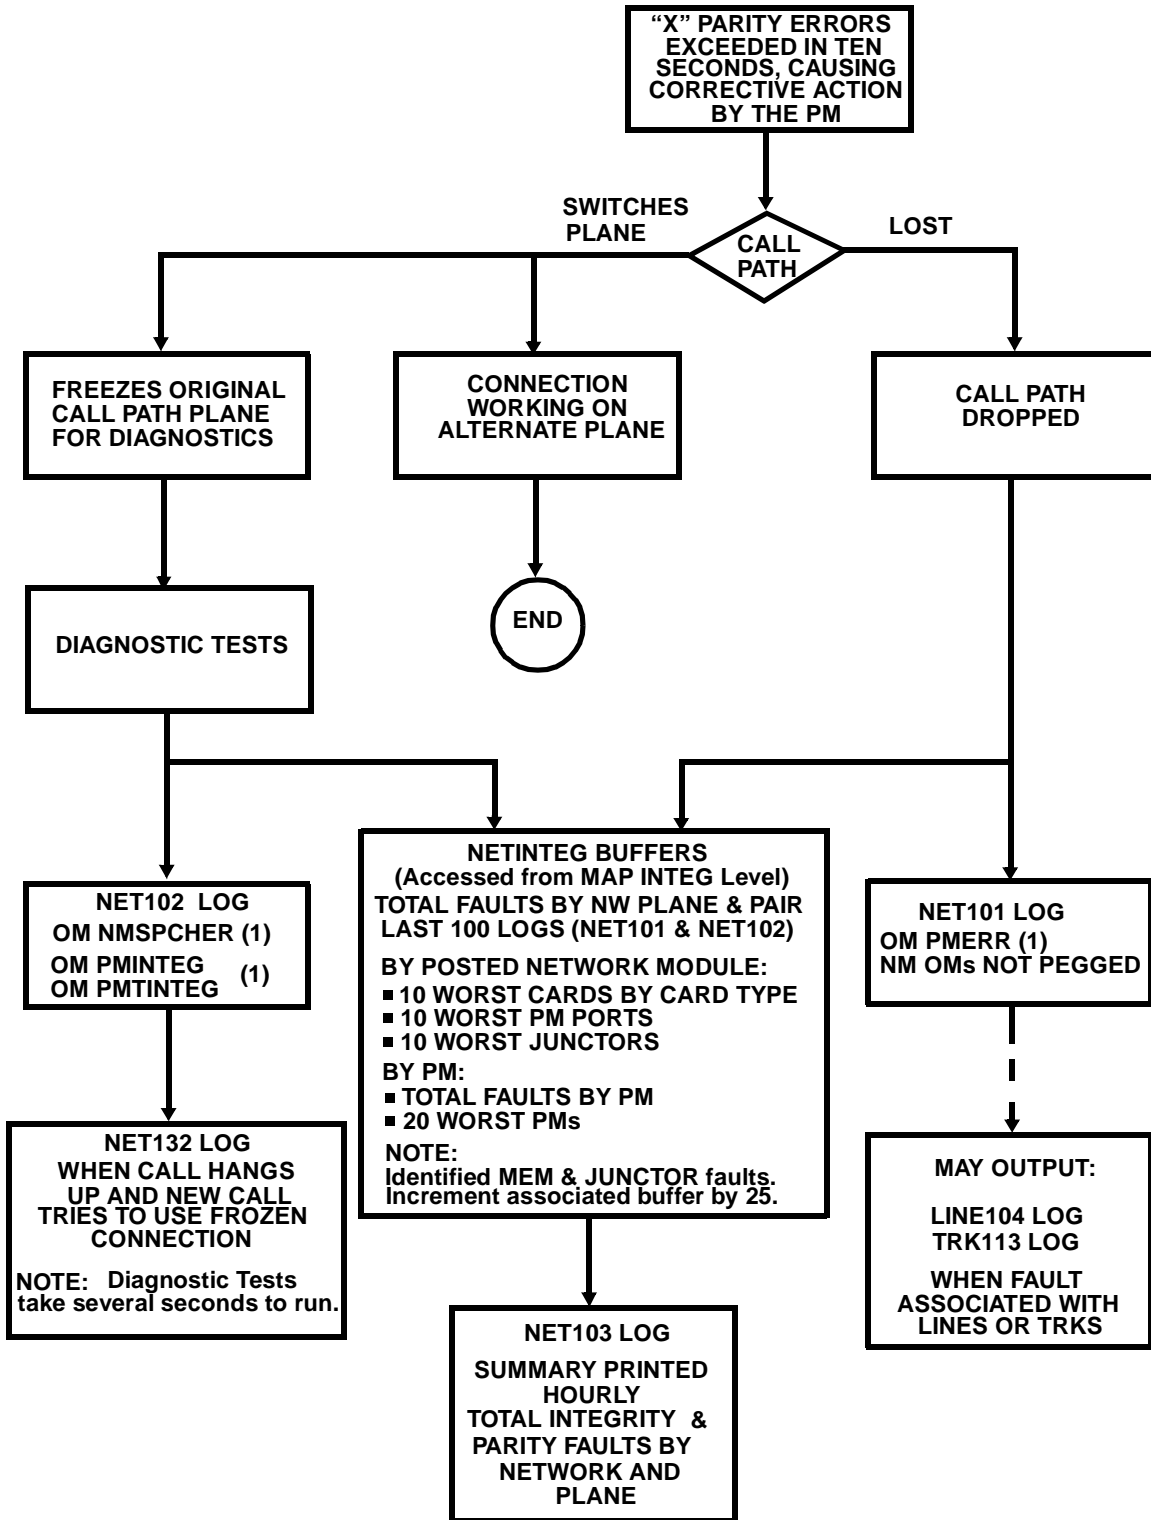 “X” PARITY ERRORS
EXCEEDED IN TEN
SECONDS, CAUSING
CORRECTIVE ACTION
BY THE PM
SWITCHES
PLANE
CALL
PATH
LOST
FREEZES ORIGINAL
CALL PATH PLANE
FOR DIAGNOSTICS
CONNECTION
WORKING ON
ALTERNATE PLANE
CALL PATH
DROPPED
DIAGNOSTIC TESTS
END
NET102 LOG
OM NMSPCHER (1)
OM PMINTEG
OM PMTINTEG
(1)
NETINTEG BUFFERS
(Accessed from MAP INTEG Level)
TOTAL FAULTS BY NW PLANE & PAIR
LAST 100 LOGS (NET101 & NET102)
BY POSTED NETWORK MODULE:
▪ 10 WORST CARDS BY CARD TYPE
▪ 10 WORST PM PORTS
▪ 10 WORST JUNCTORS
BY PM:
▪ TOTAL FAULTS BY PM
▪ 20 WORST PMs
NOTE:
Identified MEM & JUNCTOR faults.
Increment associated buffer by 25.
NET101 LOG
OM PMERR (1)
NM OMs NOT PEGGED
NET132 LOG
WHEN CALL HANGS
UP AND NEW CALL
TRIES TO USE FROZEN
CONNECTION
NOTE: Diagnostic Tests
take several seconds to run.
MAY OUTPUT:
LINE104 LOG
TRK113 LOG
WHEN FAULT
ASSOCIATED WITH
LINES OR TRKS
NET103 LOG
SUMMARY PRINTED
HOURLY
TOTAL INTEGRITY &
PARITY FAULTS BY
NETWORK AND
PLANE